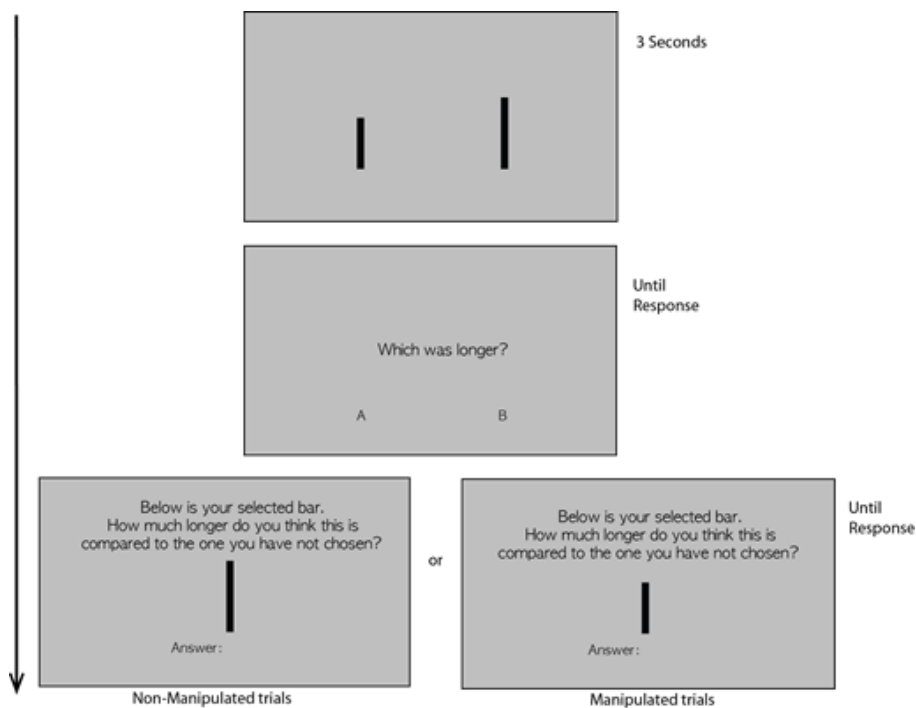 3 Seconds
Until
Response
Which was longer?
A B
Below is your selected bar.
How much longer do you think this is
compared to the one you have not chosen?
Answer:
or
Below is your selected bar.
How much longer do you think this is
compared to the one you have not chosen?
Answer:
Until
Response
Non-Manipulated trials
Manipulated trials